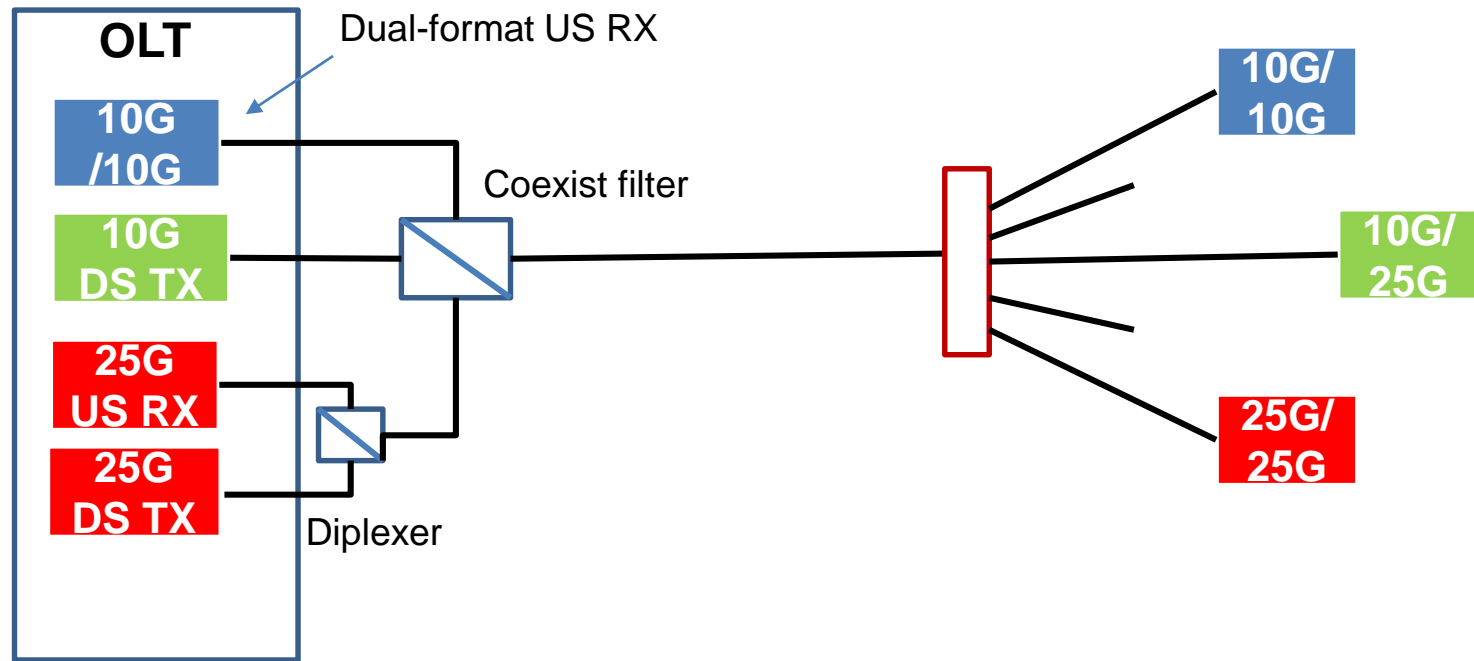 OLT
Dual-format US RX
10G
/10G
Coexist filter
10G
DS TX
25G
US RX
25G
DS TX
Diplexer
10G/
10G
10G/
25G
25G/
25G